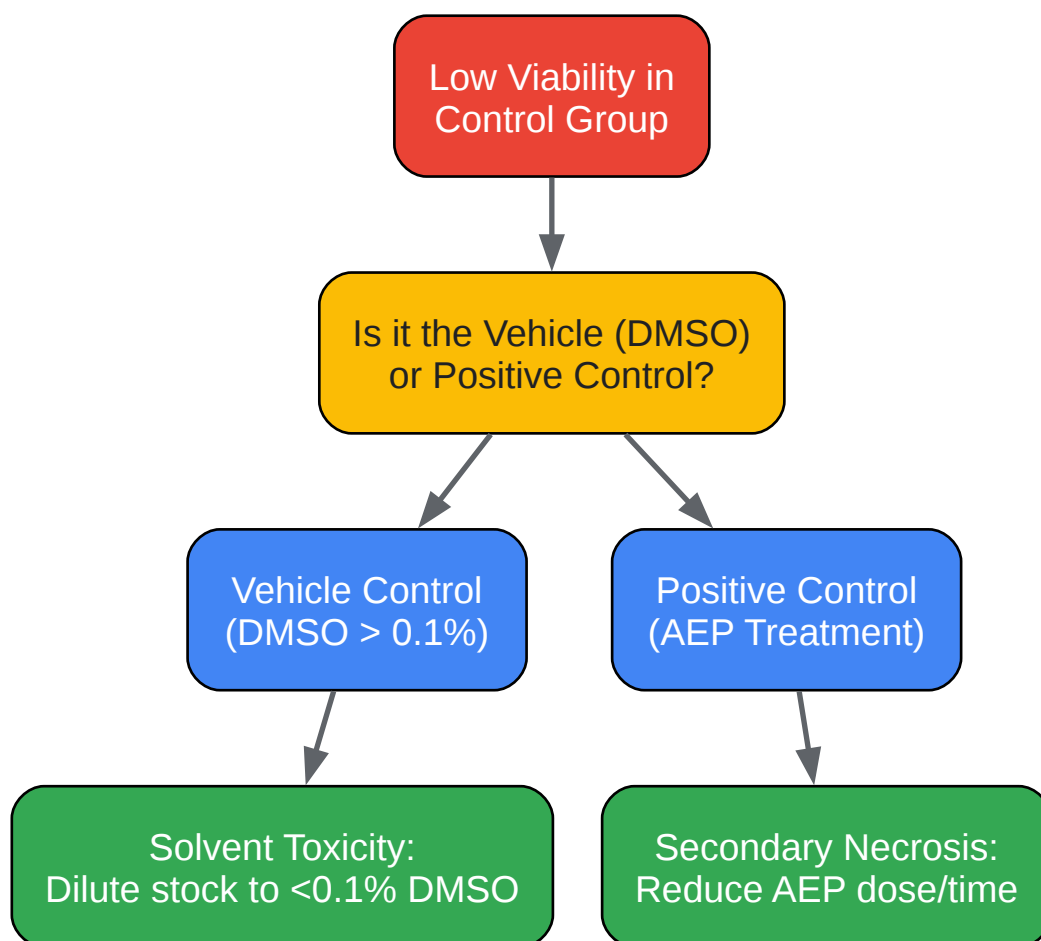 Low Viability in
Control Group
Is it the Vehicle (DMSO)
or Positive Control?
Vehicle Control
(DMSO > 0.1%)
Positive Control
(AEP Treatment)
Solvent Toxicity:
Dilute stock to <0.1% DMSO
Secondary Necrosis:
Reduce AEP dose/time